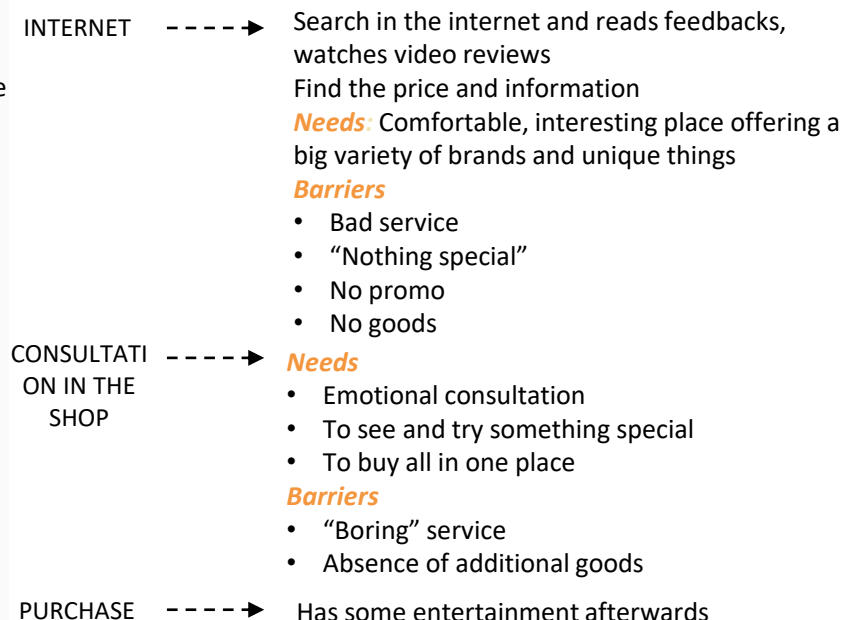 INTERNET
Search in the internet and reads feedbacks,
watches video reviews
e
Find the price and information
Needs: Comfortable, interesting place offering a
big variety of brands and unique things
Barriers
• Bad service
• “Nothing special”
• No promo
• No goods
CONSULTATI
ON IN THE
SHOP
Needs
• Emotional consultation
• To see and try something special
• To buy all in one place
Barriers
• “Boring” service
• Absence of additional goods
PURCHASE
Has some entertainment afterwards